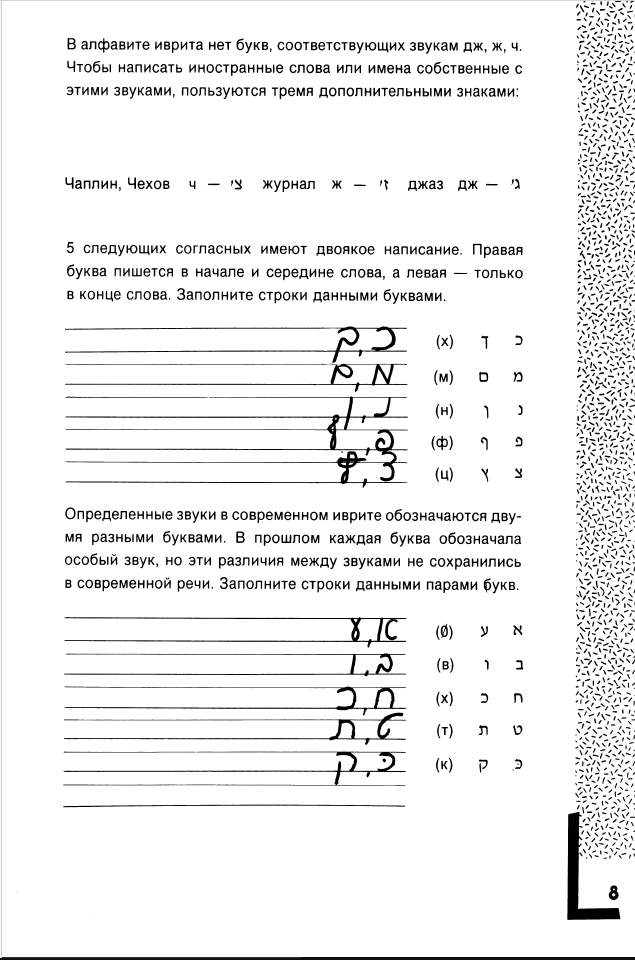 В алфавите иврита нет букв, соответствующих звукам дж, ж, ч.
Чтобы написать иностранные слова или имена собственные с
этими звуками, пользуются тремя дополнительными знаками:
Чаплин, Чехов ч — צ׳ журнал ж — ז׳ джаз дж — ג׳
5 следующих согласных имеют двоякое написание. Правая
буква пишется в начале и середине слова, а левая — только
в конце слова. Заполните строки данными буквами.
כ, ך (х) ך כ
מ, ם (м) ם מ
נ, ן (н) ן נ
פ, ף (ф) ף פ
צ, ץ (ц) ץ צ
Определенные звуки в современном иврите обозначаются дву-
мя разными буквами. В прошлом каждая буква обозначала
особый звук, но эти различия между звуками не сохранились
в современной речи. Заполните строки данными парами букв.
א, ע (Ø) ע א
ב, ו (в) ו ב
ח, כ (х) כ ח
ט, ת (т) ת ט
כּ, ק (к) ק כּ
8